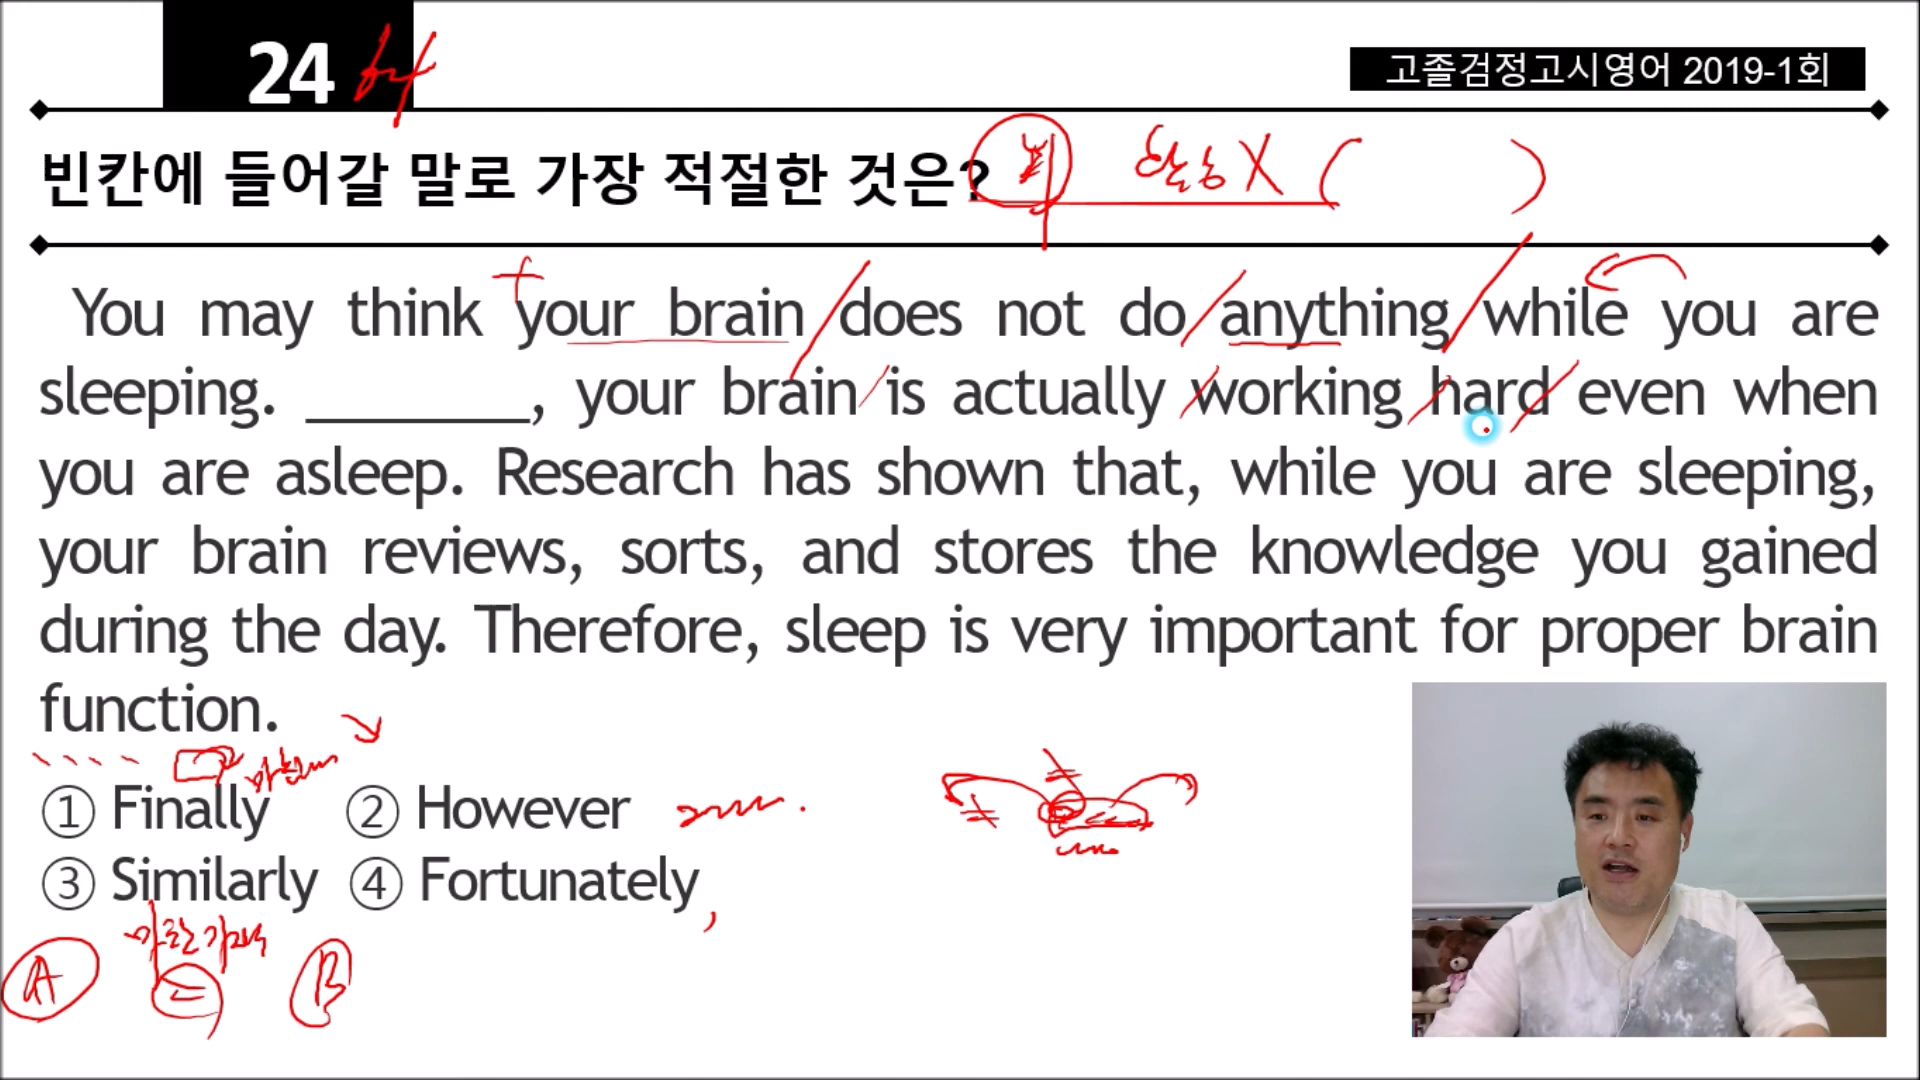 24
고졸검정고시영어 2019-1회
빈칸에 들어갈 말로 가장 적절한 것은?
You may think your brain does not do anything while you are
sleeping. ________, your brain is actually working hard even when
you are asleep. Research has shown that, while you are sleeping,
your brain reviews, sorts, and stores the knowledge you gained
during the day. Therefore, sleep is very important for proper brain
function.
① Finally ② However
③ Similarly ④ Fortunately
A B